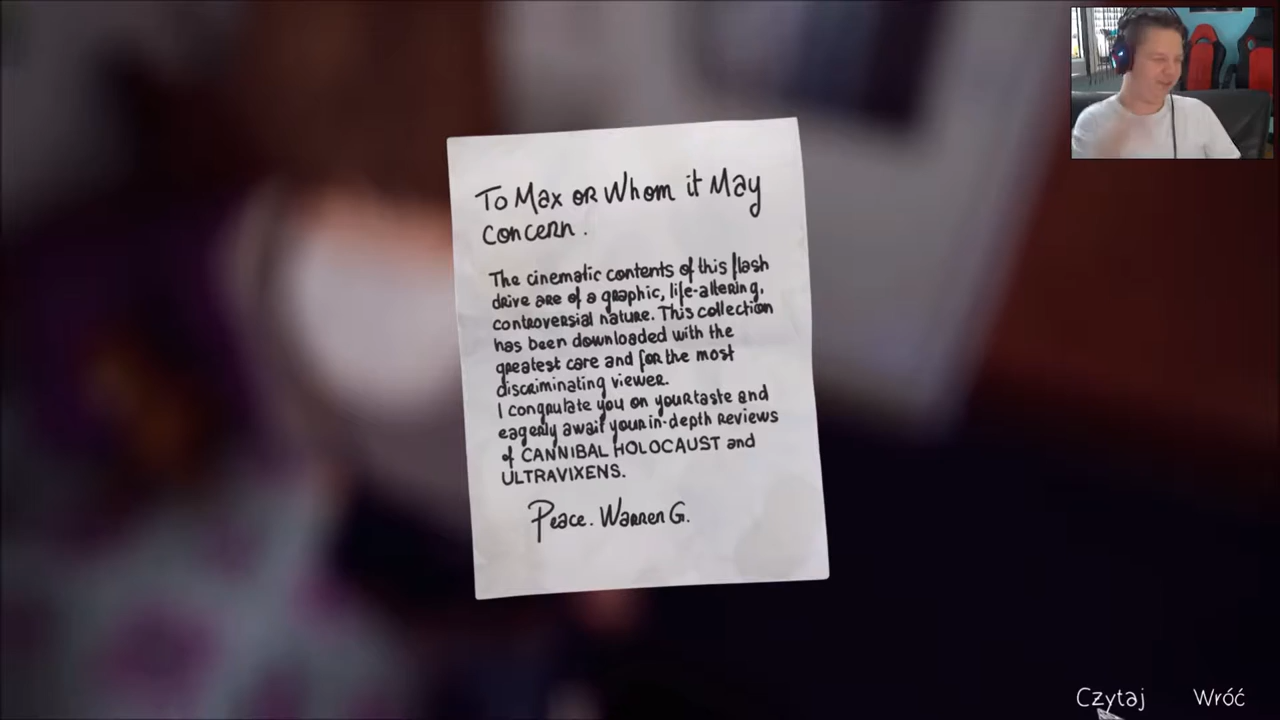 To Max or Whom it May
Concern.
The cinematic contents of this flash
drive are of a graphic, life-altering,
controversial nature. This collection
has been downloaded with the
greatest care and for the most
discriminating viewer.
I congrulate you on your taste and
eagerly await your in-depth reviews
of CANNIBAL HOLOCAUST and
ULTRAVIXENS.
Peace. Warren G.
Czytaj
Wróć